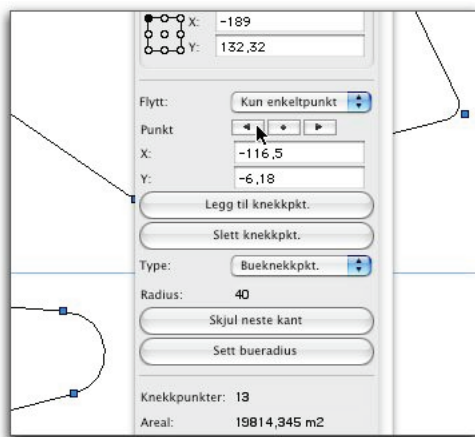 X: -189
Y: 132,32
Flytt: Kun enkeltpunkt
Punkt
X: -116,5
Y: -6,18
Legg til knekkpkt.
Slett knekkpkt.
Type: Bueknekkpkt.
Radius: 40
Skjul neste kant
Sett bueradius
Knekkpunkter: 13
Areal: 19814,345 m2